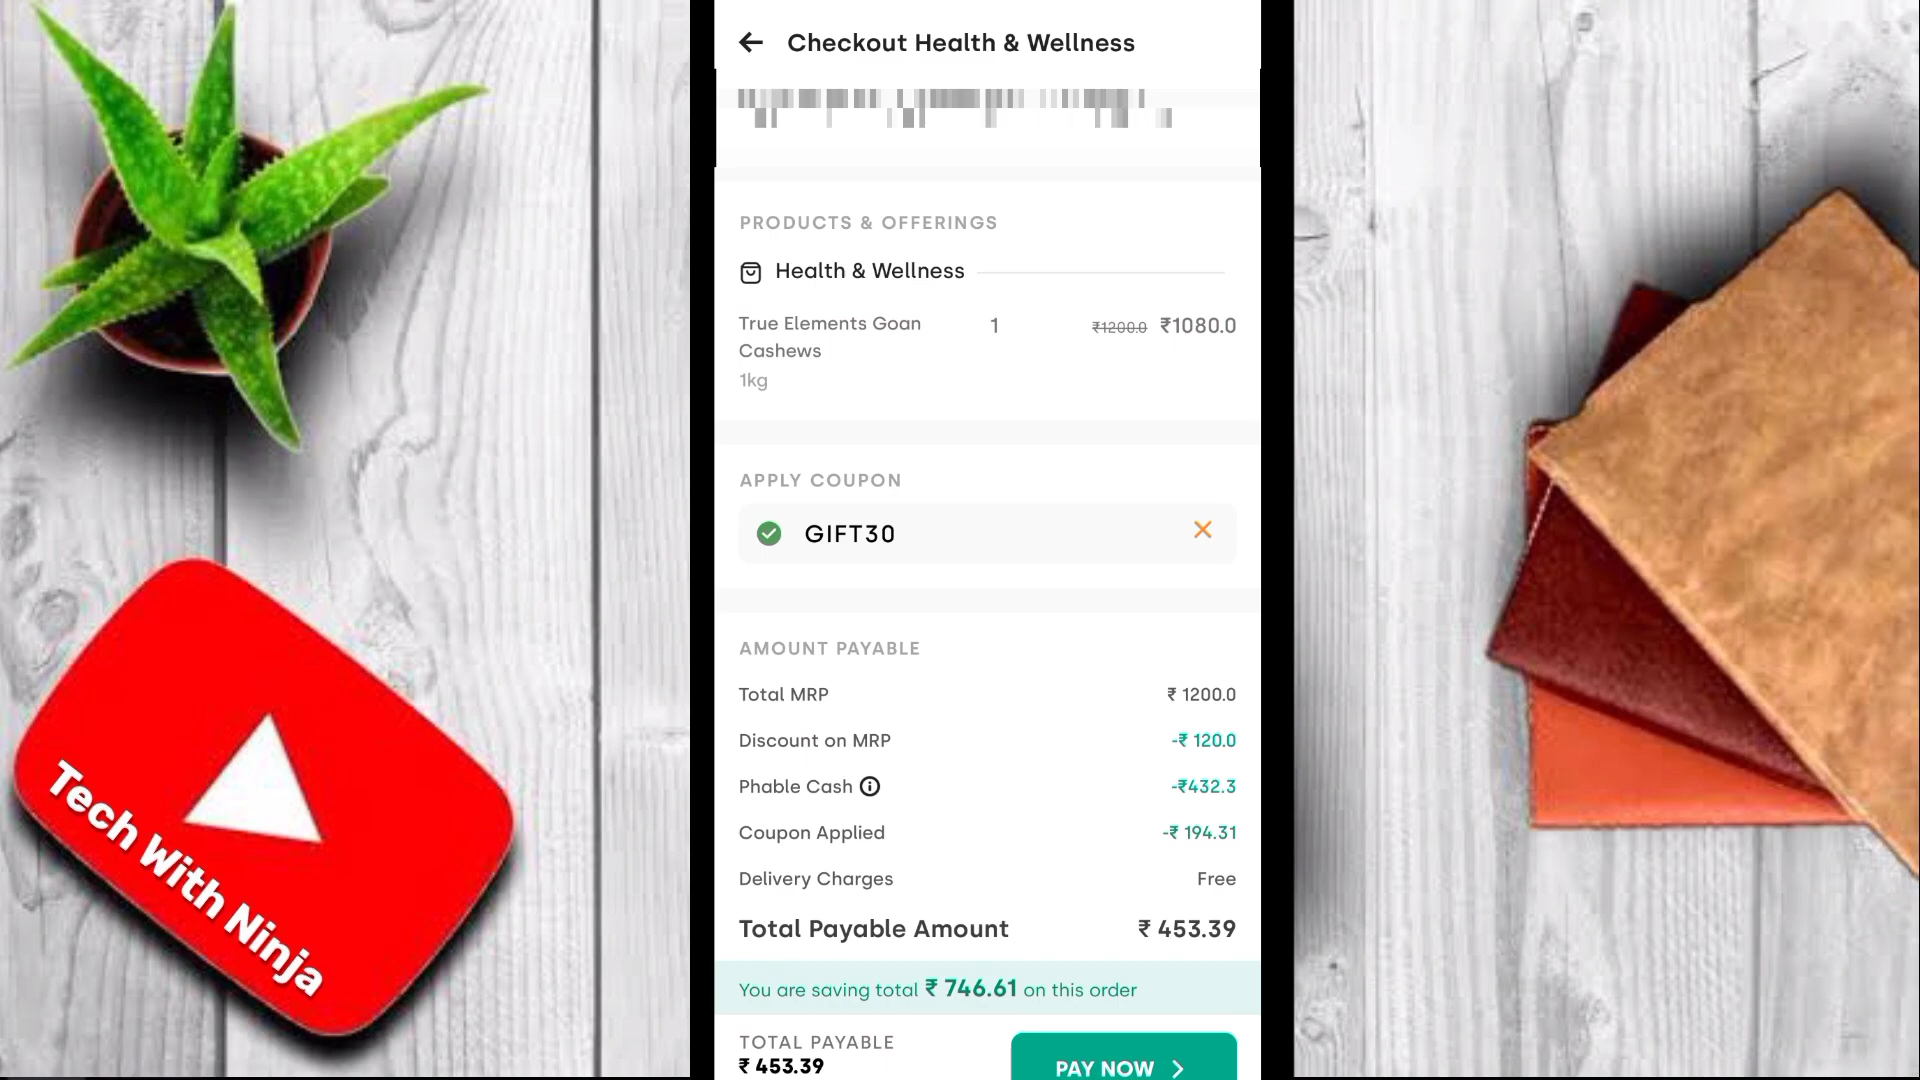 Checkout Health & Wellness
PRODUCTS & OFFERINGS
Health & Wellness
True Elements Goan 1 ₹1200.0 ₹1080.0
Cashews
1kg
APPLY COUPON
GIFT30
AMOUNT PAYABLE
Total MRP ₹ 1200.0
Discount on MRP -₹ 120.0
Phable Cash -₹432.3
Coupon Applied -₹ 194.31
Delivery Charges Free
Total Payable Amount ₹ 453.39
You are saving total ₹ 746.61 on this order
TOTAL PAYABLE
₹ 453.39
PAY NOW
Tech With Ninja